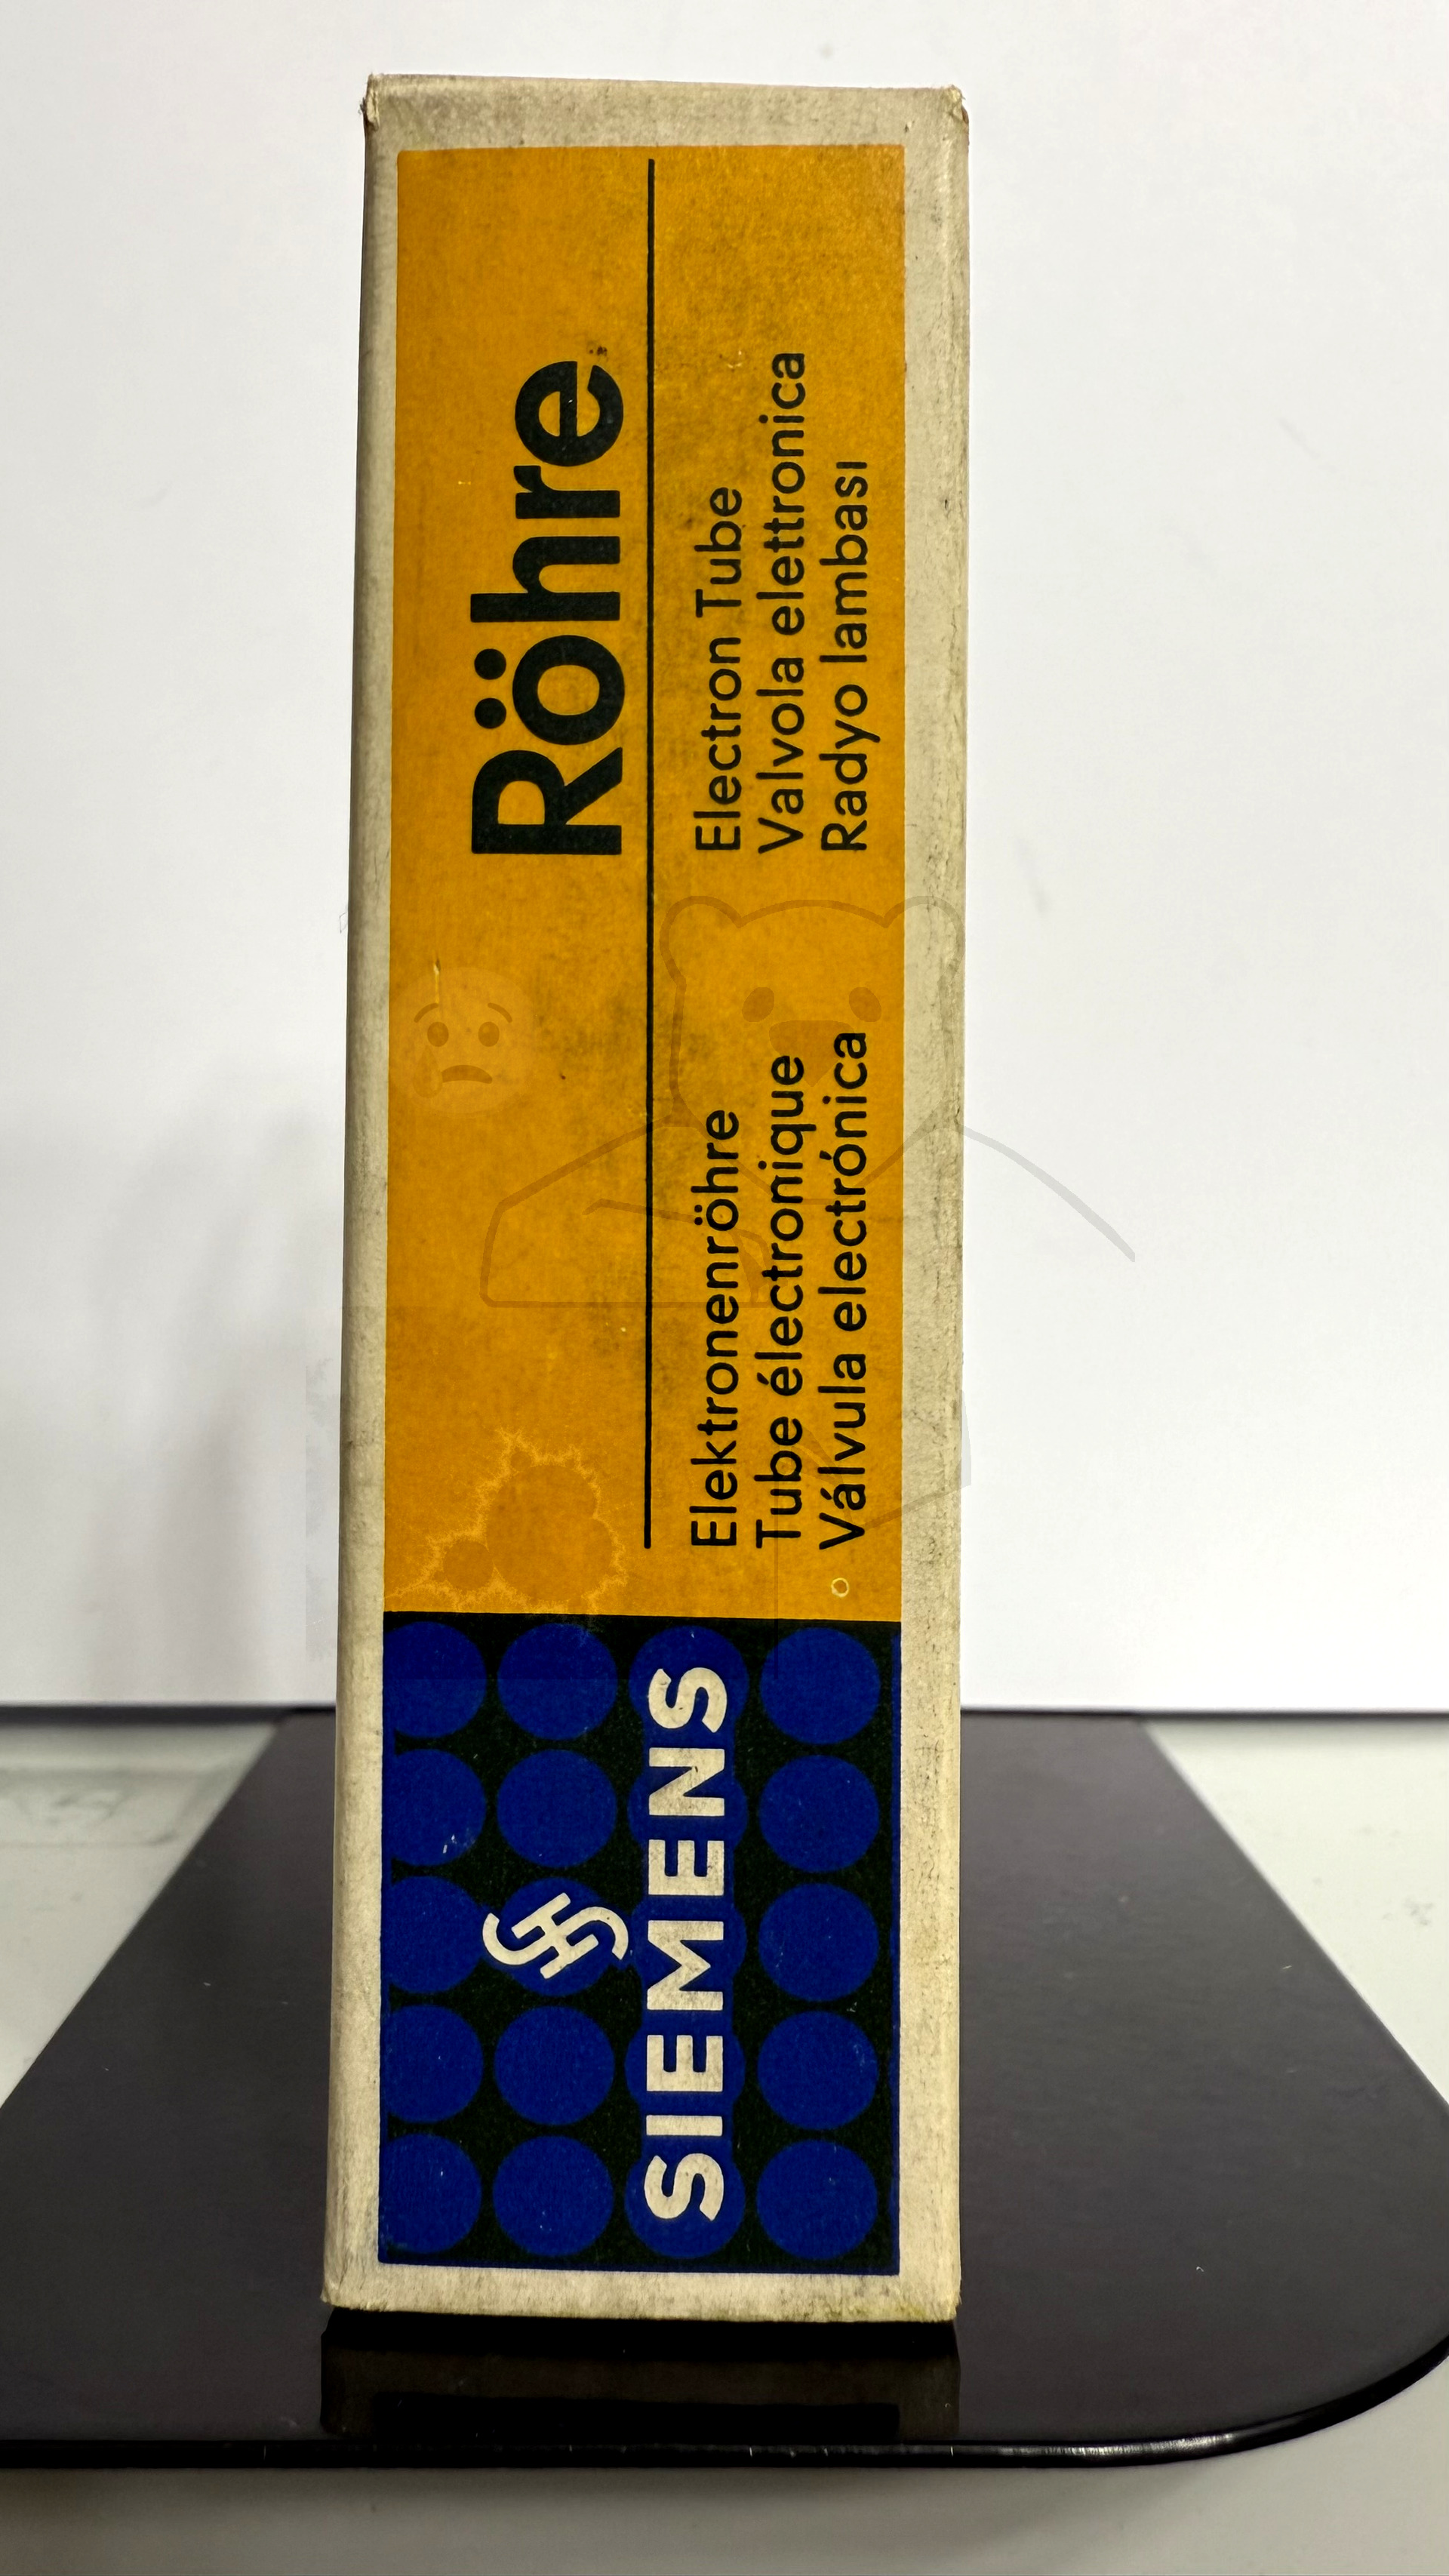 Röhre
Elektronenröhre
Electron Tube
Tube électronique
Valvola elettronica
Válvula electrónica
Radyo lambası
SIEMENS